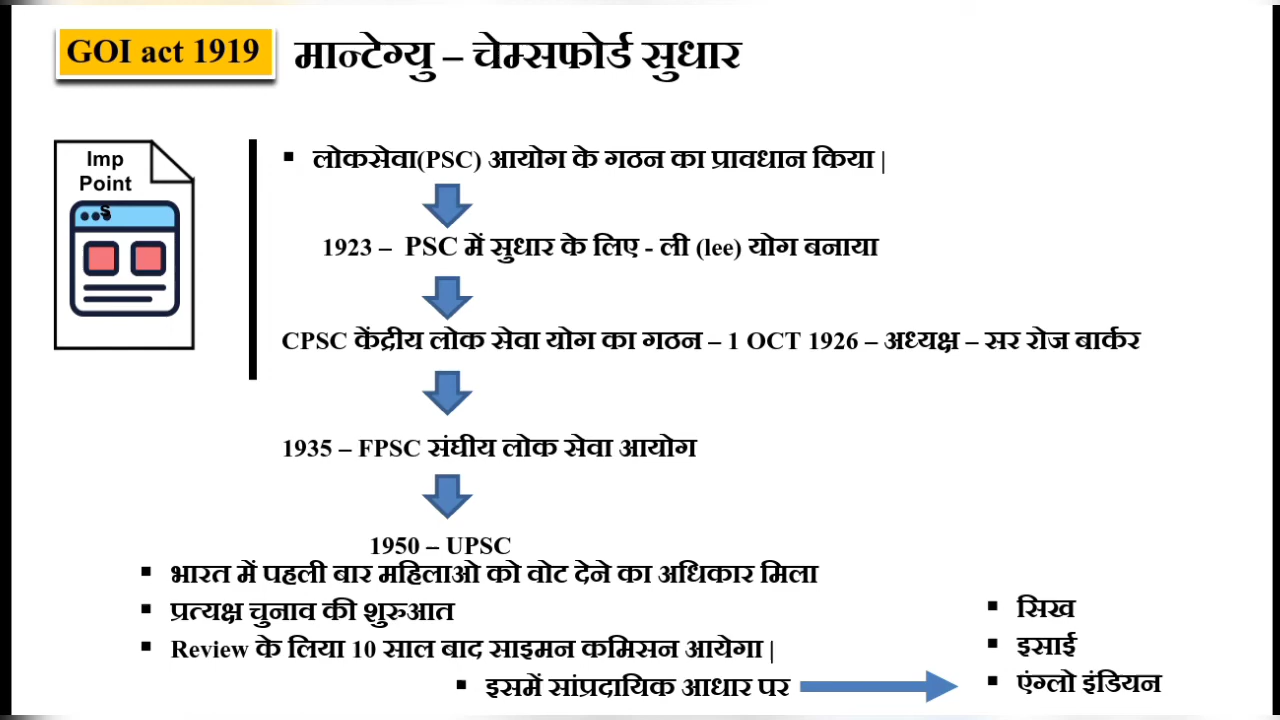 GOI act 1919
मान्टेग्यु – चेम्सफोर्ड सुधार
Imp
Point
s
▪ लोकसेवा(PSC) आयोग के गठन का प्रावधान किया |
1923 – PSC में सुधार के लिए - ली (lee) योग बनाया
CPSC केंद्रीय लोक सेवा योग का गठन – 1 OCT 1926 – अध्यक्ष – सर रोज बार्कर
1935 – FPSC संघीय लोक सेवा आयोग
1950 – UPSC
▪ भारत में पहली बार महिलाओ को वोट देने का अधिकार मिला
▪ प्रत्यक्ष चुनाव की शुरुआत
▪ Review के लिया 10 साल बाद साइमन कमिसन आयेगा |
▪ इसमें सांप्रदायिक आधार पर
▪ सिख
▪ इसाई
▪ एंग्लो इंडियन